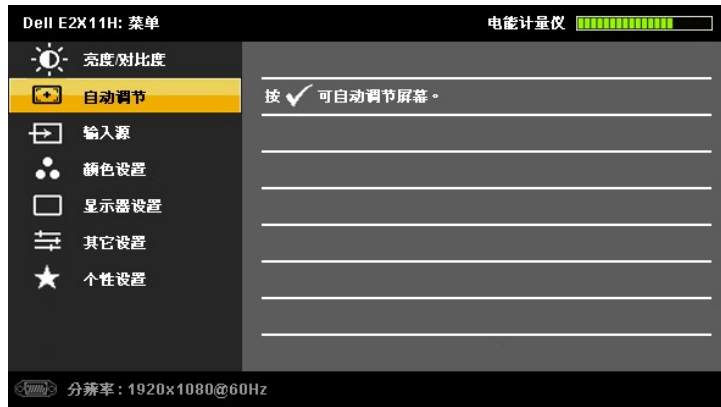 Dell E2X11H: 菜单
电能计量仪
亮度/对比度
自动调节
按 ✓ 可自动调节屏幕。
输入源
颜色设置
显示器设置
其它设置
个性设置
分辨率: 1920x1080@60Hz